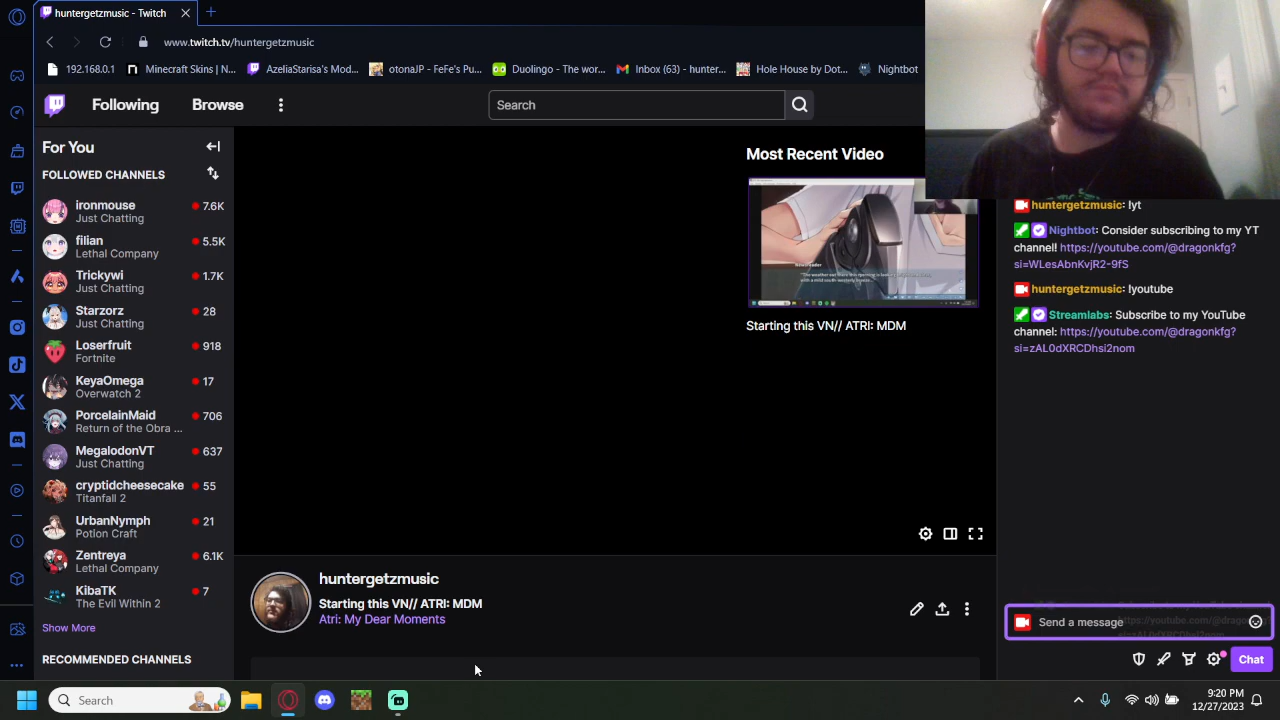 huntergetzmusic - Twitch
www.twitch.tv/huntergetzmusic
192.168.0.1
Minecraft Skins | N...
AzeliaStarisa's Mod...
otonaJP - FeFe's Pu...
Duolingo - The wor...
Inbox (63) - hunter...
Hole House by Dot...
Nightbot
Following
Browse
Search
For You
FOLLOWED CHANNELS
ironmouse
7.6K
Just Chatting
filian
5.5K
Lethal Company
Trickywi
1.7K
Just Chatting
Starzorz
28
Just Chatting
Loserfruit
918
Fortnite
KeyaOmega
17
Overwatch 2
PorcelainMaid
706
Return of the Obra ...
MegalodonVT
637
Just Chatting
cryptidcheesecake
55
Titanfall 2
UrbanNymph
21
Potion Craft
Zentreya
6.1K
Lethal Company
KibaTK
7
The Evil Within 2
Show More
RECOMMENDED CHANNELS
Most Recent Video
Starting this VN// ATRI: MDM
huntergetzmusic
Starting this VN// ATRI: MDM
Atri: My Dear Moments
huntergetzmusic: !yt
Nightbot: Consider subscribing to my YT
channel! https://youtube.com/@dragonkfg?
si=WLesAbnKvjR2-9fS
huntergetzmusic: !youtube
Streamlabs: Subscribe to my YouTube
channel: https://youtube.com/@dragonkfg?
si=zAL0dXRCDhsi2nom
Send a message
Chat
Search
9:20 PM
12/27/2023